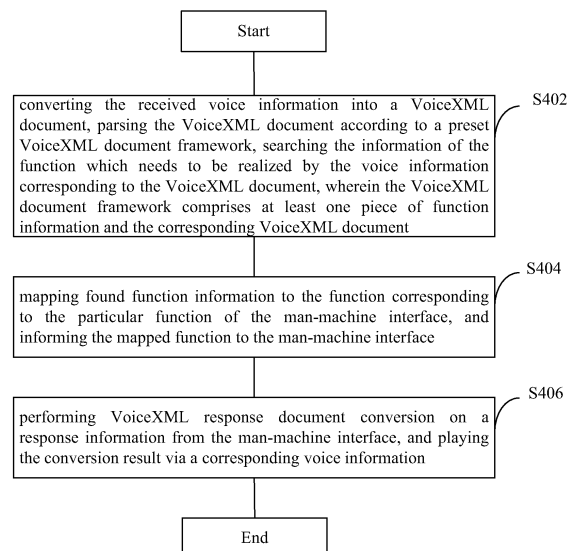 Start
S402
converting the received voice information into a VoiceXML
document, parsing the VoiceXML document according to a preset
VoiceXML document framework, searching the information of the
function which needs to be realized by the voice information
corresponding to the VoiceXML document, wherein the VoiceXML
document framework comprises at least one piece of function
information and the corresponding VoiceXML document
S404
mapping found function information to the function corresponding
to the particular function of the man-machine interface, and
informing the mapped function to the man-machine interface
S406
performing VoiceXML response document conversion on a
response information from the man-machine interface, and playing
the conversion result via a corresponding voice information
End